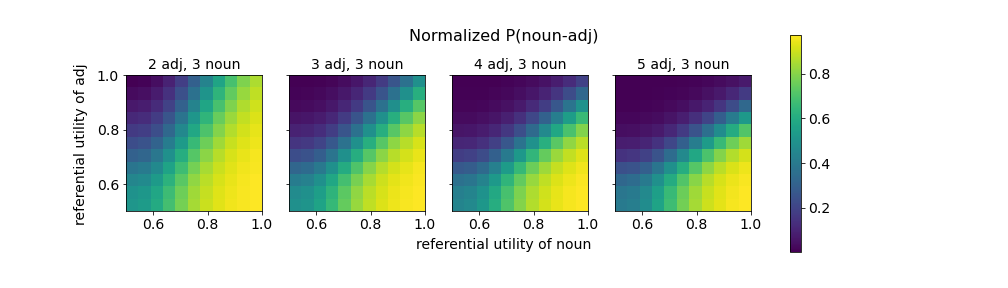 Normalized P(noun-adj)
2 adj, 3 noun 3 adj, 3 noun 4 adj, 3 noun 5 adj, 3 noun
referential utility of adj
1.0
0.8
0.6
0.6 0.8 1.0 0.6 0.8 1.0 0.6 0.8 1.0 0.6 0.8 1.0
referential utility of noun
0.8
0.6
0.4
0.2